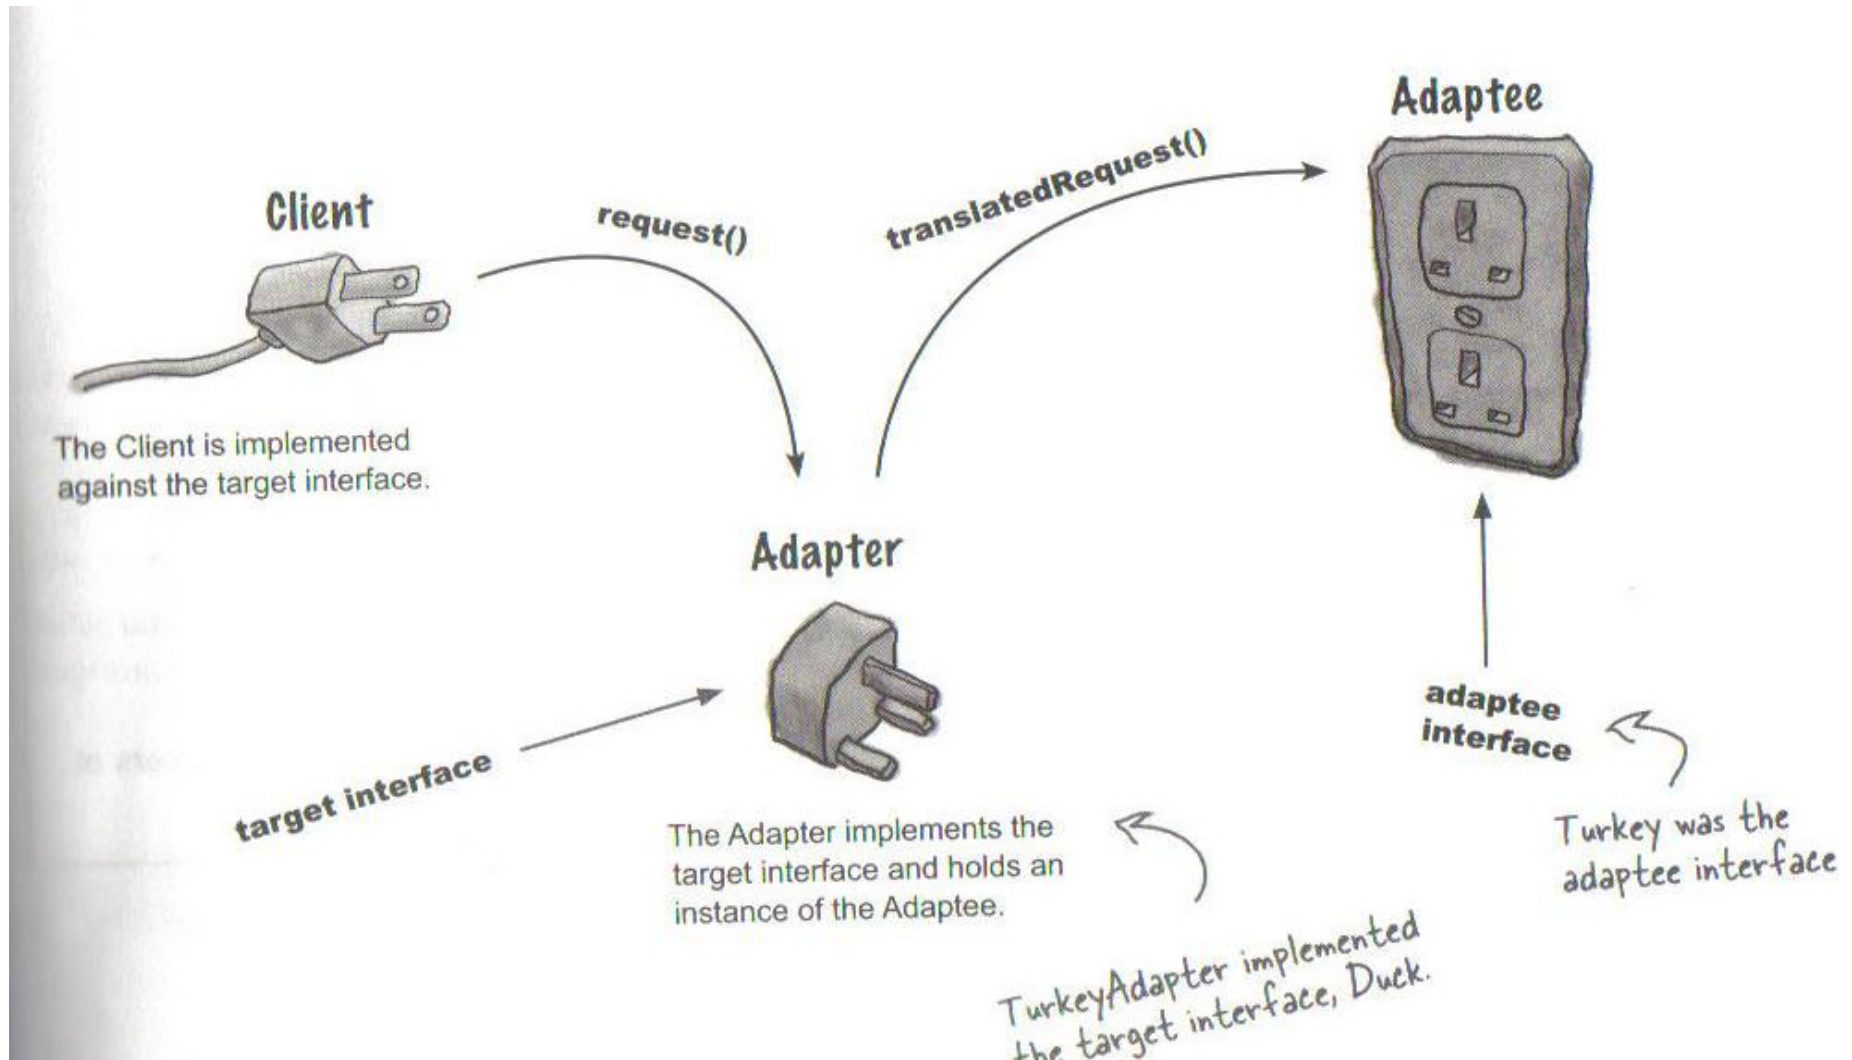 Adaptee
Client
request()
translatedRequest()
The Client is implemented
against the target interface.
Adapter
target interface
adaptee
interface
The Adapter implements the
target interface and holds an
instance of the Adaptee.
Turkey was the
adaptee interface
TurkeyAdapter implemented
the target interface, Duck.